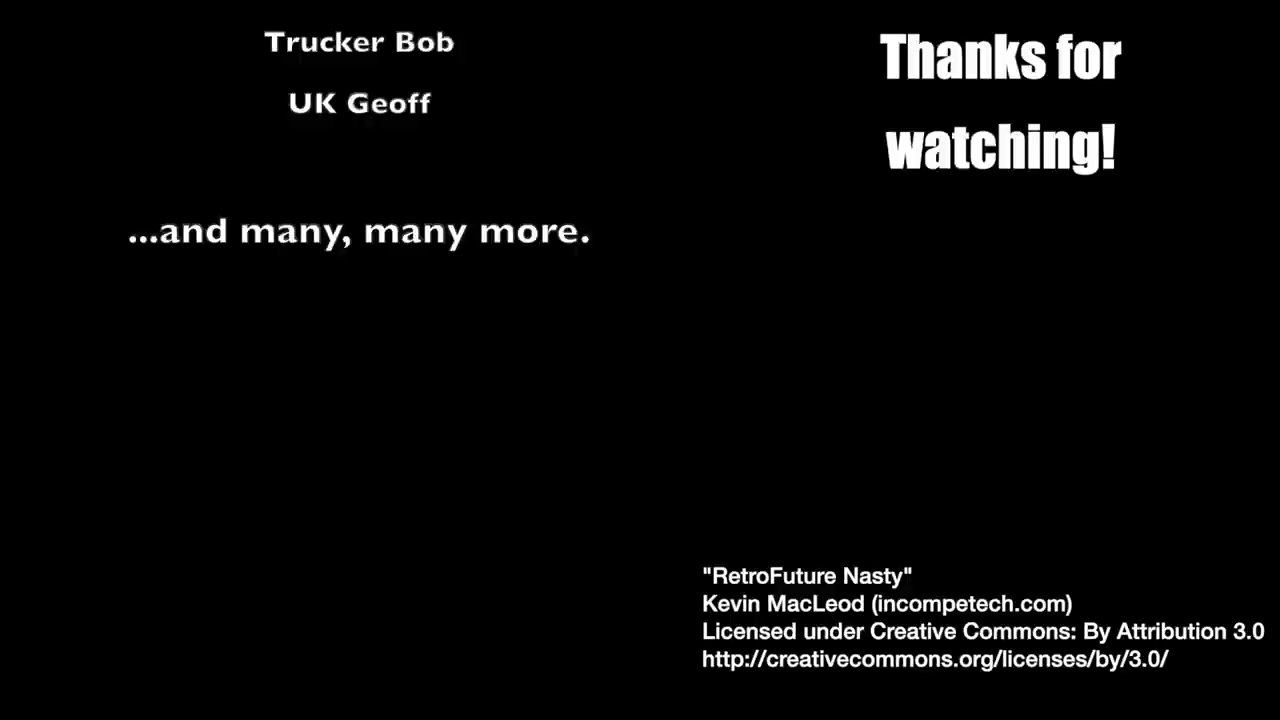 Trucker Bob
UK Geoff
...and many, many more.
Thanks for
watching!
"RetroFuture Nasty"
Kevin MacLeod (incompetech.com)
Licensed under Creative Commons: By Attribution 3.0
http://creativecommons.org/licenses/by/3.0/